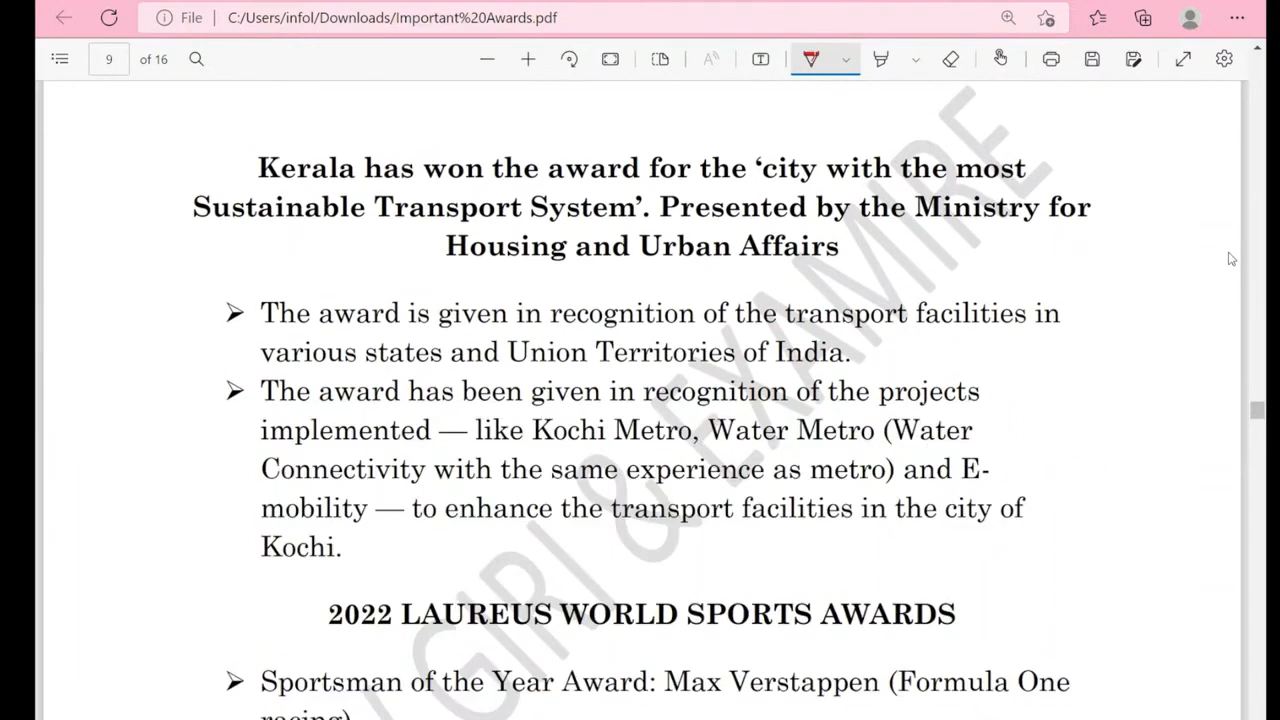 File
C:/Users/infol/Downloads/Important%20Awards.pdf
9 of 16
Kerala has won the award for the ‘city with the most
Sustainable Transport System’. Presented by the Ministry for
Housing and Urban Affairs
➢ The award is given in recognition of the transport facilities in
various states and Union Territories of India.
➢ The award has been given in recognition of the projects
implemented — like Kochi Metro, Water Metro (Water
Connectivity with the same experience as metro) and E-
mobility — to enhance the transport facilities in the city of
Kochi.
2022 LAUREUS WORLD SPORTS AWARDS
➢ Sportsman of the Year Award: Max Verstappen (Formula One
racing)
GIRI & EXAMIRE